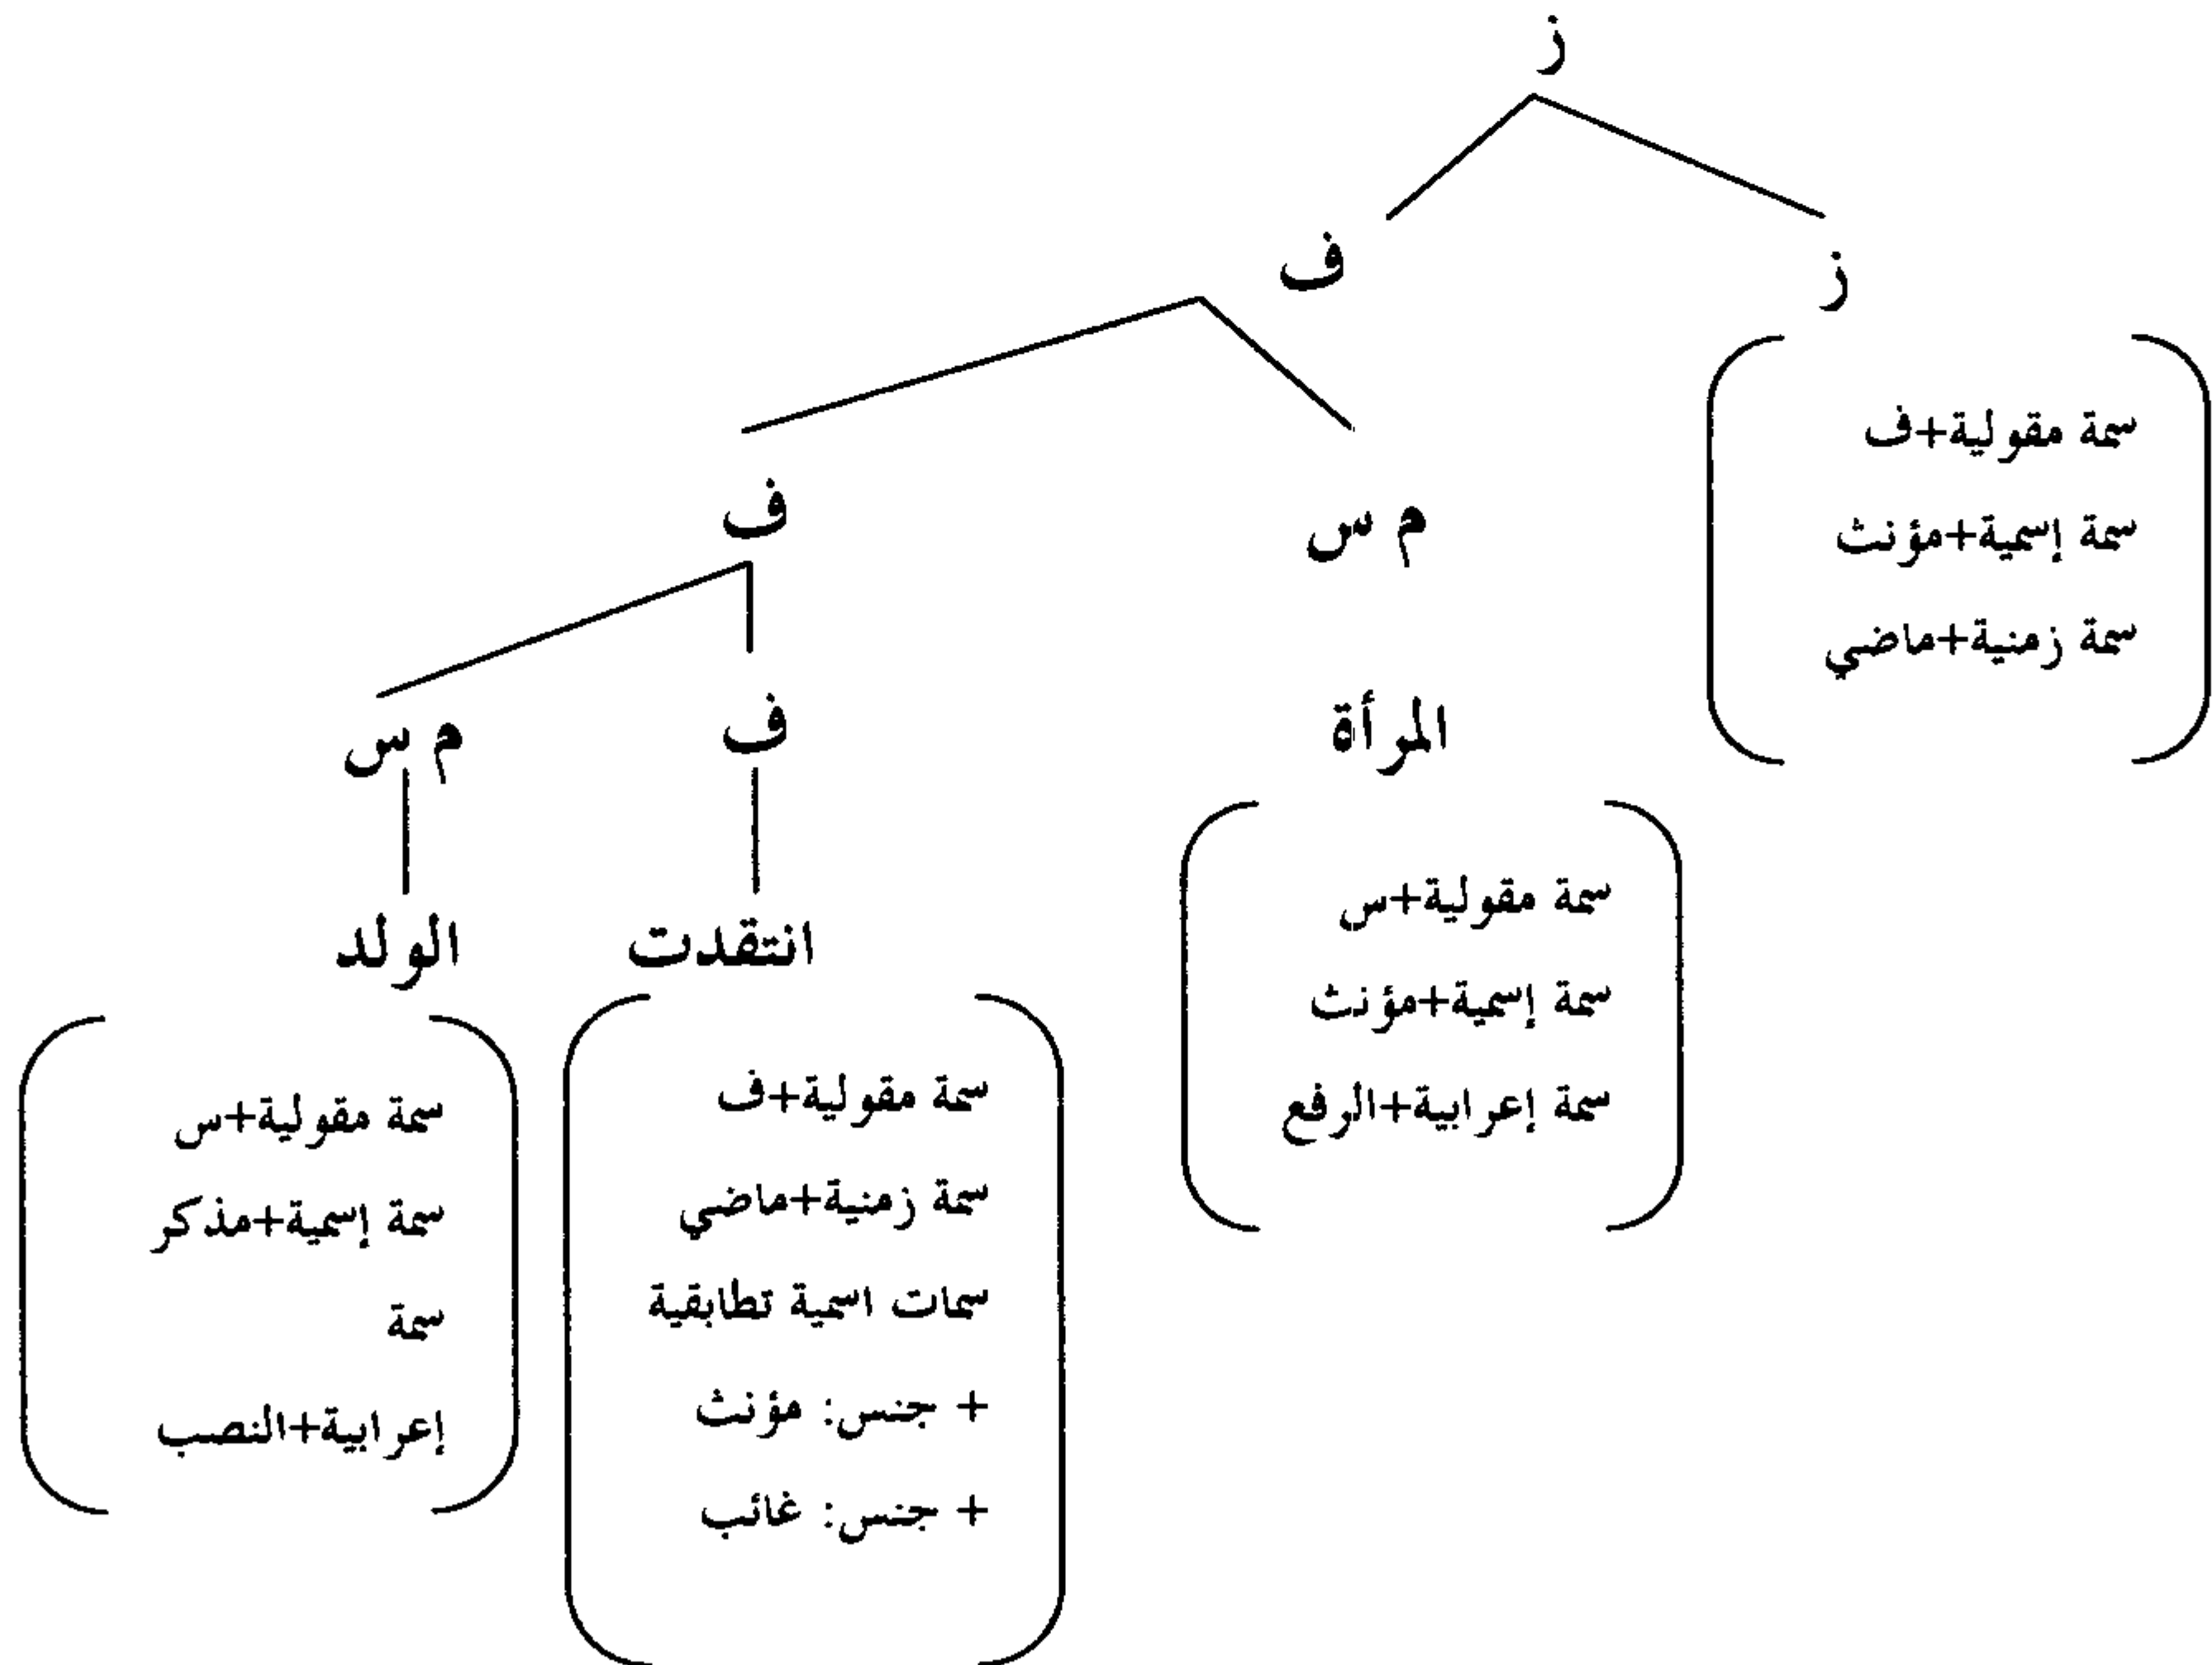 ز
ز
ف
سمة مقولية+ف
سمة إسمية+مؤنث
سمة زمنية+ماضي
م س
ف
المرأة
سمة مقولية+س
سمة إسمية+مؤنث
سمة إعرابية+الرفع
ف
م س
انتقدت
سمة مقولية+ف
سمة زمنية+ماضي
سمات اسمية تطابقية
+ جنس: مؤنث
+ جنس: غائب
الولد
سمة مقولية+س
سمة إسمية+مذكر
سمة
إعرابية+النصب